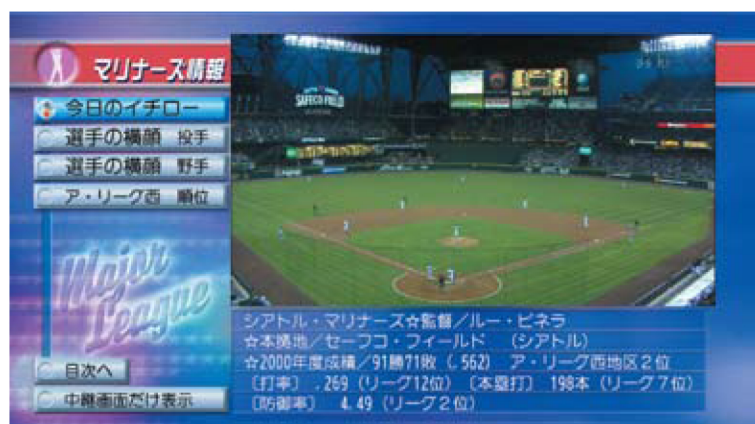 マリナーズ情報
今日のイチロー
選手の横顔 投手
選手の横顔 野手
ア・リーグ西 順位
Major
League
目次へ
中継画面だけ表示
SAFECO FIELD
シアトル・マリナーズ☆監督/ルー・ピネラ
☆本拠地/セーフコ・フィールド (シアトル)
☆2000年度成績/91勝71敗 (.562) ア・リーグ西地区2位
〔打率〕 .269 (リーグ12位) 〔本塁打〕 198本 (リーグ7位)
〔防御率〕 4.49 (リーグ2位)